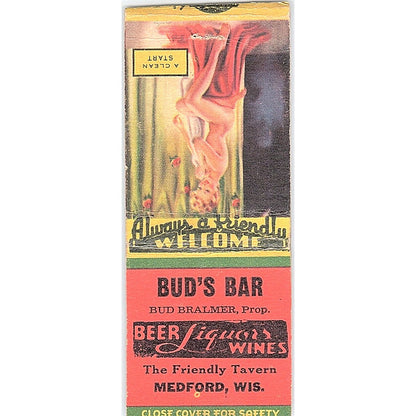 A CLEAN
START
Always a friendly
WELCOME
BUD'S BAR
BUD BRALMER, Prop.
BEER Liquors
WINES
The Friendly Tavern
MEDFORD, WIS.
CLOSE COVER FOR SAFETY